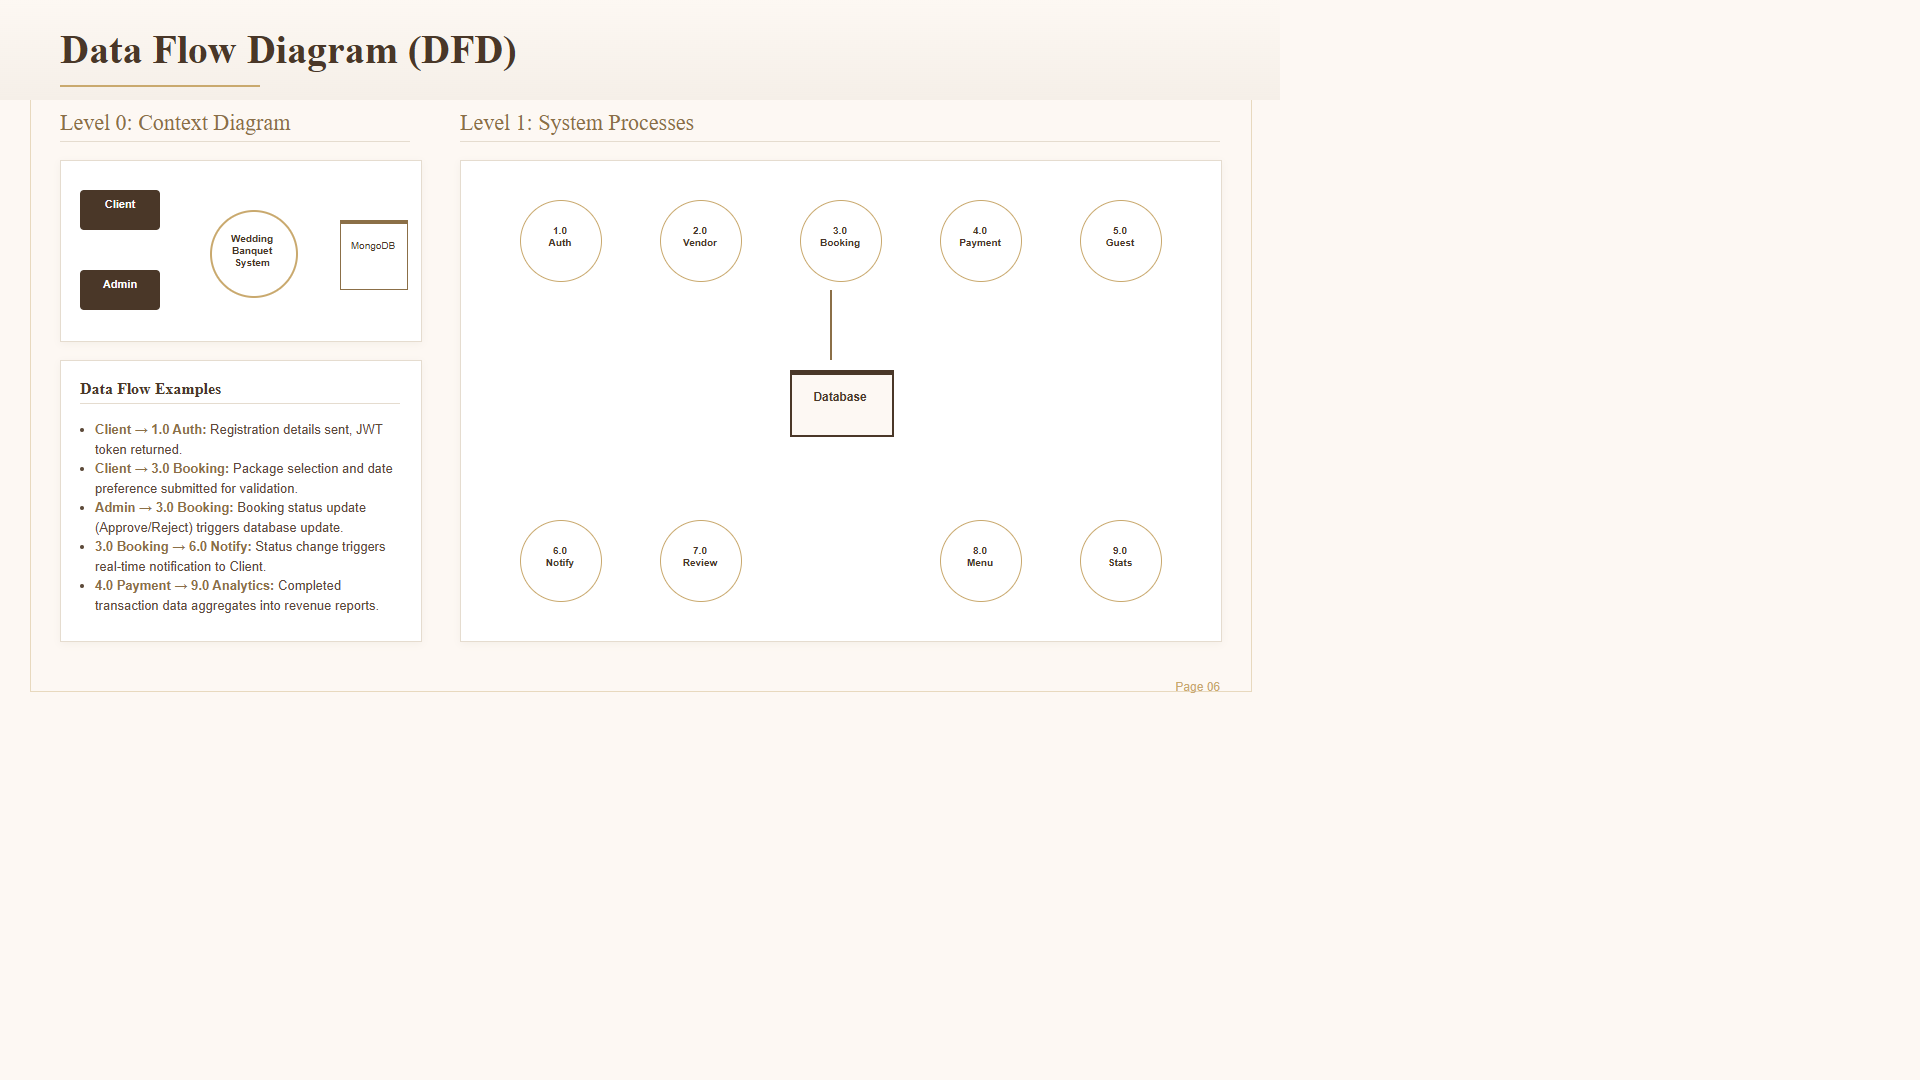 Data Flow Diagram (DFD)
Level 0: Context Diagram
Client
Admin
Wedding
Banquet
System
MongoDB
Data Flow Examples
• Client → 1.0 Auth: Registration details sent, JWT
token returned.
• Client → 3.0 Booking: Package selection and date
preference submitted for validation.
• Admin → 3.0 Booking: Booking status update
(Approve/Reject) triggers database update.
• 3.0 Booking → 6.0 Notify: Status change triggers
real-time notification to Client.
• 4.0 Payment → 9.0 Analytics: Completed
transaction data aggregates into revenue reports.
Level 1: System Processes
1.0
Auth
2.0
Vendor
3.0
Booking
4.0
Payment
5.0
Guest
Database
6.0
Notify
7.0
Review
8.0
Menu
9.0
Stats
Page 06